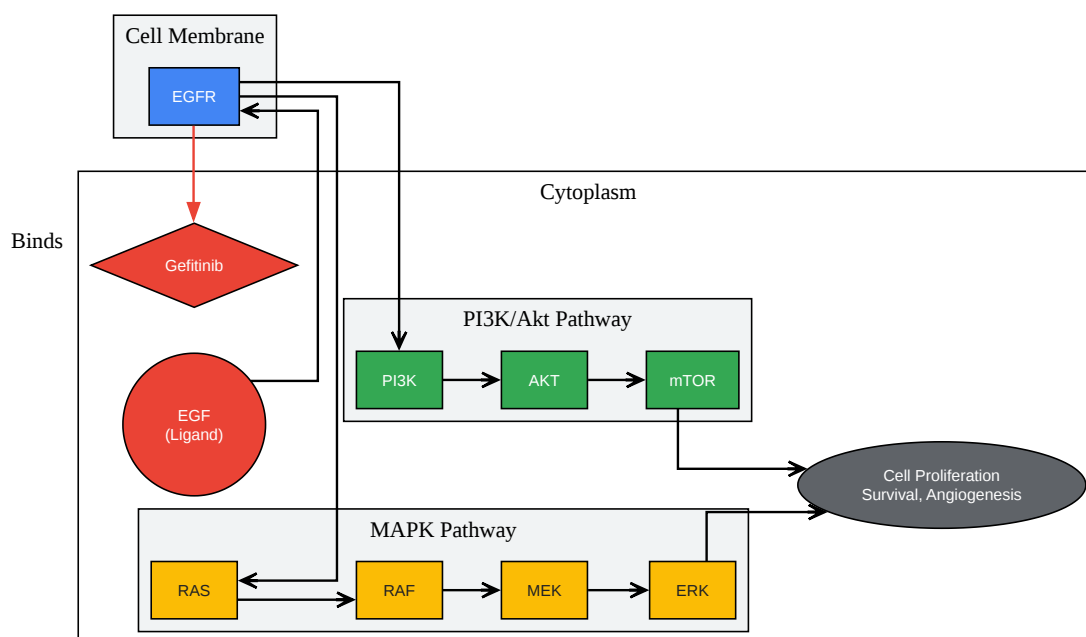 Cell Membrane
EGFR
Cytoplasm
Binds
Gefitinib
PI3K/Akt Pathway
PI3K
AKT
mTOR
EGF
(Ligand)
Cell Proliferation
Survival, Angiogenesis
MAPK Pathway
RAS
RAF
MEK
ERK